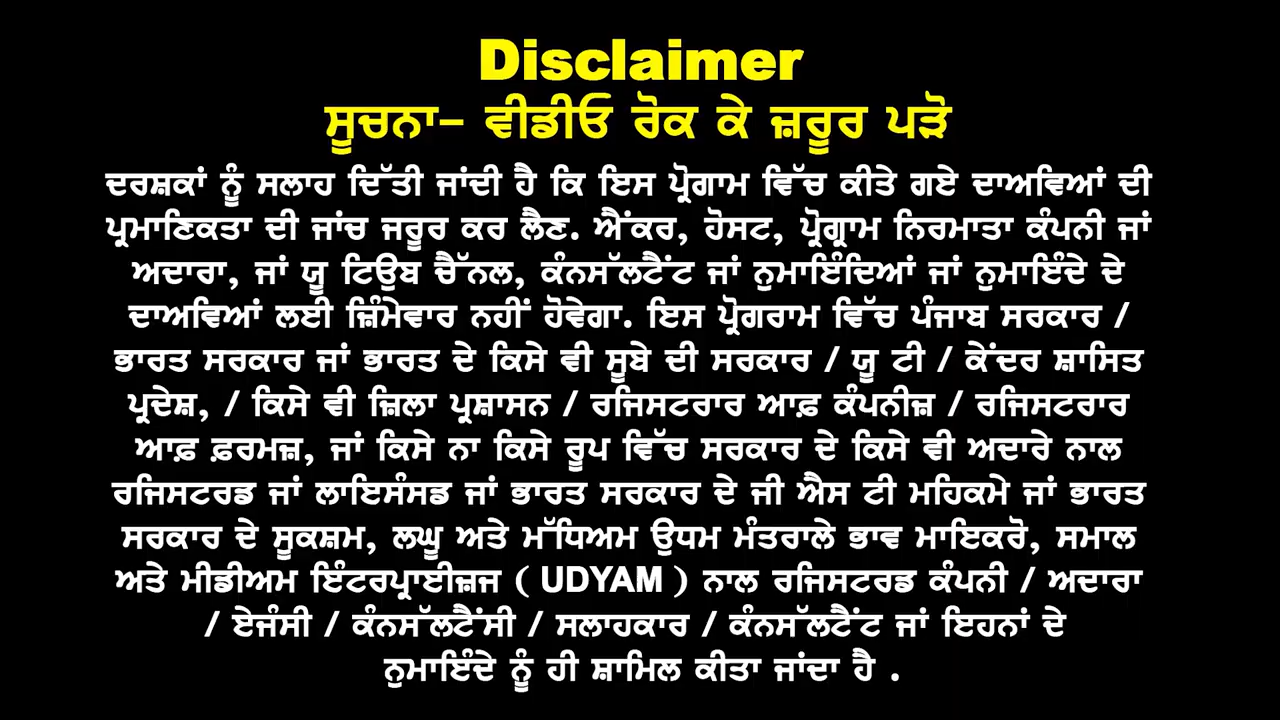 Disclaimer
ਸੂਚਨਾ- ਵੀਡੀਓ ਰੋਕ ਕੇ ਜ਼ਰੂਰ ਪੜੋ
ਦਰਸ਼ਕਾਂ ਨੂੰ ਸਲਾਹ ਦਿੱਤੀ ਜਾਂਦੀ ਹੈ ਕਿ ਇਸ ਪ੍ਰੋਗਾਮ ਵਿੱਚ ਕੀਤੇ ਗਏ ਦਾਅਵਿਆਂ ਦੀ
ਪ੍ਰਮਾਣਿਕਤਾ ਦੀ ਜਾਂਚ ਜਰੂਰ ਕਰ ਲੈਣ. ਐਂਕਰ, ਹੋਸਟ, ਪ੍ਰੋਗ੍ਰਾਮ ਨਿਰਮਾਤਾ ਕੰਪਨੀ ਜਾਂ
ਅਦਾਰਾ, ਜਾਂ ਯੂ ਟਿਉਬ ਚੈੱਨਲ, ਕੰਨਸੱਲਟੈਂਟ ਜਾਂ ਨੁਮਾਇੰਦਿਆਂ ਜਾਂ ਨੁਮਾਇੰਦੇ ਦੇ
ਦਾਅਵਿਆਂ ਲਈ ਜ਼ਿੰਮੇਵਾਰ ਨਹੀਂ ਹੋਵੇਗਾ. ਇਸ ਪ੍ਰੋਗਰਾਮ ਵਿੱਚ ਪੰਜਾਬ ਸਰਕਾਰ /
ਭਾਰਤ ਸਰਕਾਰ ਜਾਂ ਭਾਰਤ ਦੇ ਕਿਸੇ ਵੀ ਸੂਬੇ ਦੀ ਸਰਕਾਰ / ਯੂ ਟੀ / ਕੇਂਦਰ ਸ਼ਾਸਿਤ
ਪ੍ਰਦੇਸ਼, / ਕਿਸੇ ਵੀ ਜ਼ਿਲਾ ਪ੍ਰਸ਼ਾਸਨ / ਰਜਿਸਟਰਾਰ ਆਫ਼ ਕੰਪਨੀਜ਼ / ਰਜਿਸਟਰਾਰ
ਆਫ਼ ਫ਼ਰਮਜ਼, ਜਾਂ ਕਿਸੇ ਨਾ ਕਿਸੇ ਰੂਪ ਵਿੱਚ ਸਰਕਾਰ ਦੇ ਕਿਸੇ ਵੀ ਅਦਾਰੇ ਨਾਲ
ਰਜਿਸਟਰਡ ਜਾਂ ਲਾਇਸੰਸਡ ਜਾਂ ਭਾਰਤ ਸਰਕਾਰ ਦੇ ਜੀ ਐਸ ਟੀ ਮਹਿਕਮੇ ਜਾਂ ਭਾਰਤ
ਸਰਕਾਰ ਦੇ ਸੂਕਸ਼ਮ, ਲਘੂ ਅਤੇ ਮੱਧਿਅਮ ਉਧਮ ਮੰਤਰਾਲੇ ਭਾਵ ਮਾਇਕਰੋ, ਸਮਾਲ
ਅਤੇ ਮੀਡੀਅਮ ਇੰਟਰਪ੍ਰਾਈਜ਼ਜ ( UDYAM ) ਨਾਲ ਰਜਿਸਟਰਡ ਕੰਪਨੀ / ਅਦਾਰਾ
/ ਏਜੰਸੀ / ਕੰਨਸੱਲਟੈਂਸੀ / ਸਲਾਹਕਾਰ / ਕੰਨਸੱਲਟੈਂਟ ਜਾਂ ਇਹਨਾਂ ਦੇ
ਨੁਮਾਇੰਦੇ ਨੂੰ ਹੀ ਸ਼ਾਮਿਲ ਕੀਤਾ ਜਾਂਦਾ ਹੈ .